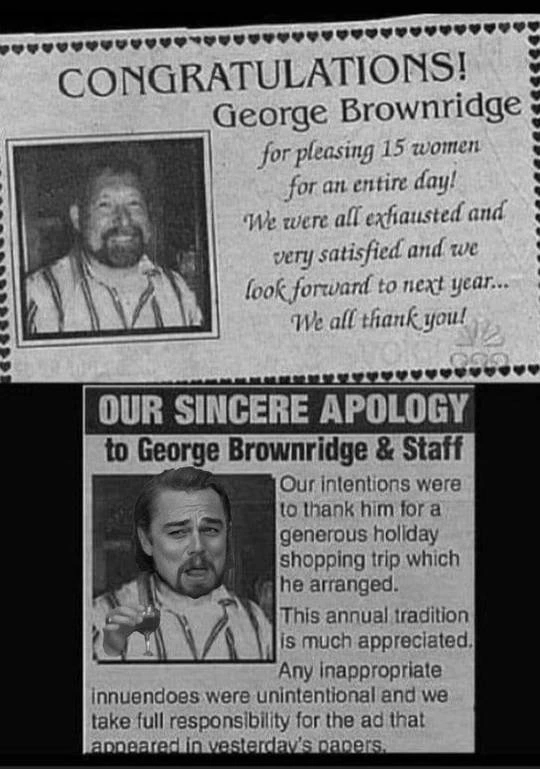 CONGRATULATIONS!
George Brownridge
for pleasing 15 women
for an entire day!
We were all exhausted and
very satisfied and we
look forward to next year...
We all thank you!
OUR SINCERE APOLOGY
to George Brownridge & Staff
Our intentions were
to thank him for a
generous holiday
shopping trip which
he arranged.
This annual tradition
is much appreciated.
Any inappropriate
innuendoes were unintentional and we
take full responsibility for the ad that
appeared in yesterday's papers.